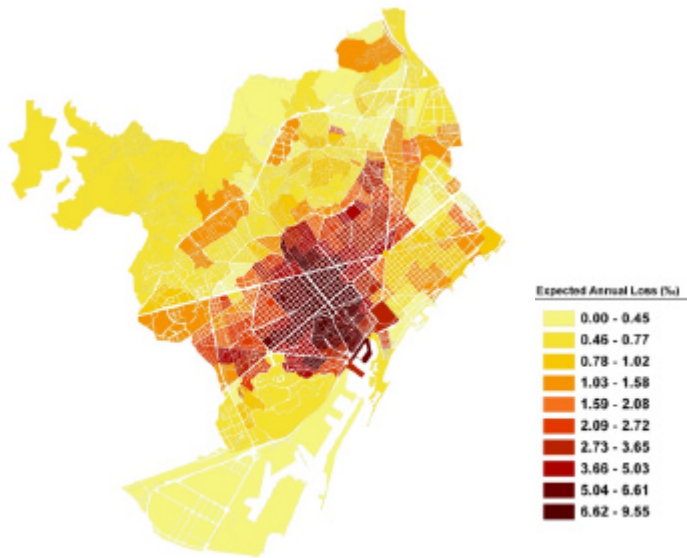 Expected Annual Loss (‰)
0.00 - 0.45
0.46 - 0.77
0.78 - 1.02
1.03 - 1.58
1.59 - 2.08
2.09 - 2.72
2.73 - 3.65
3.66 - 5.03
5.04 - 6.61
6.62 - 9.55